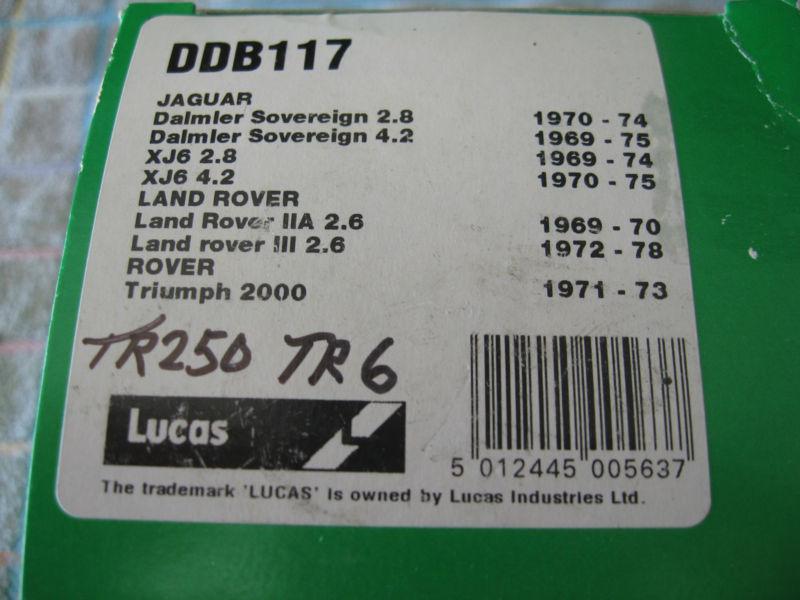 DDB117
JAGUAR
Dalmler Sovereign 2.8 1970 - 74
Dalmler Sovereign 4.2 1969 - 75
XJ6 2.8 1969 - 74
XJ6 4.2 1970 - 75
LAND ROVER
Land Rover IIA 2.6 1969 - 70
Land rover III 2.6 1972 - 78
ROVER
Triumph 2000 1971 - 73
TR250 TR6
Lucas
5 012445 005637
The trademark 'LUCAS' is owned by Lucas Industries Ltd.